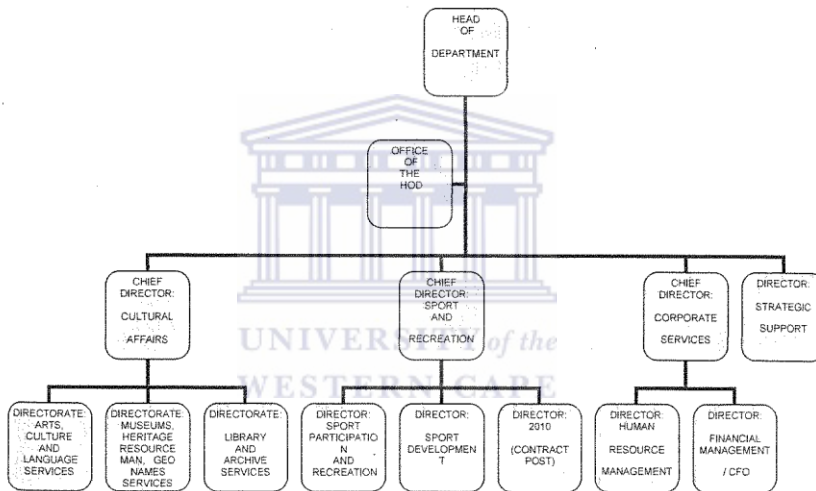 HEAD
OF
DEPARTMENT
OFFICE
OF
THE
HOD
CHIEF
DIRECTOR:
CULTURAL
AFFAIRS
CHIEF
DIRECTOR:
SPORT
AND
RECREATION
CHIEF
DIRECTOR:
CORPORATE
SERVICES
DIRECTOR:
STRATEGIC
SUPPORT
UNIVERSITY of the
WESTERN CAPE
DIRECTORATE:
ARTS,
CULTURE
AND
LANGUAGE
SERVICES
DIRECTORATE:
MUSEUMS,
HERITAGE
RESOURCE
MAN, GEO
NAMES
SERVICES
DIRECTORATE:
LIBRARY
AND
ARCHIVE
SERVICES
DIRECTOR:
SPORT
PARTICIPATIO
N
AND
RECREATION
DIRECTOR:
SPORT
DEVELOPMEN
T
DIRECTOR:
2010
(CONTRACT
POST)
DIRECTOR:
HUMAN
RESOURCE
MANAGEMENT
DIRECTOR:
FINANCIAL
MANAGEMENT
/ CFO